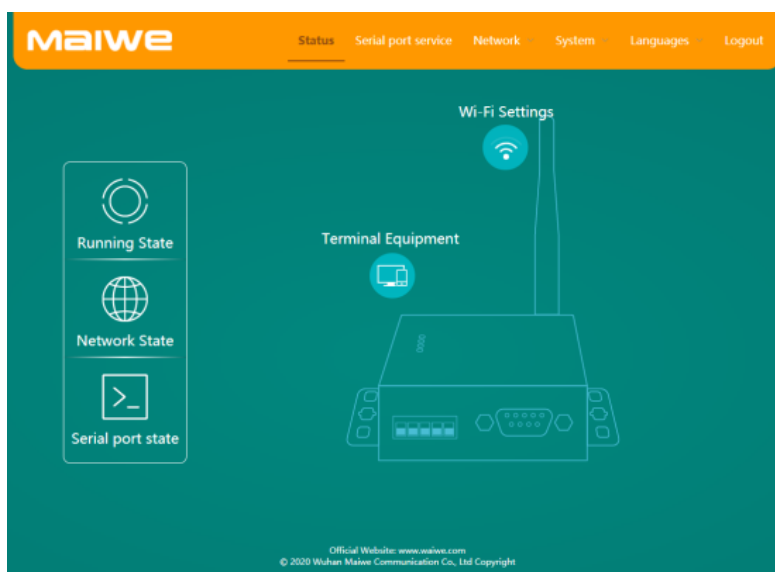 Maiwe
Status Serial port service Network System Languages Logout
Wi-Fi Settings
Running State
Terminal Equipment
Network State
>_
Serial port state
Official Website: www.waiwe.com
© 2020 Wuhan Maiwe Communication Co., Ltd Copyright